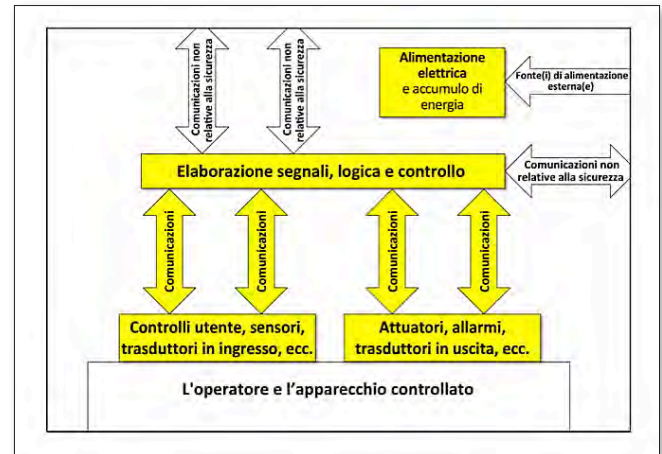 Comunicazioni non
relative alla sicurezza
Comunicazioni non
relative alla sicurezza
Alimentazione
elettrica
e accumulo di
energia
Fonte(i) di alimentazione
esterna(e)
Elaborazione segnali, logica e controllo
Comunicazioni non
relative alla sicurezza
Comunicazioni
Comunicazioni
Comunicazioni
Comunicazioni
Controlli utente, sensori,
trasduttori in ingresso, ecc.
Attuatori, allarmi,
trasduttori in uscita, ecc.
L'operatore e l’apparecchio controllato